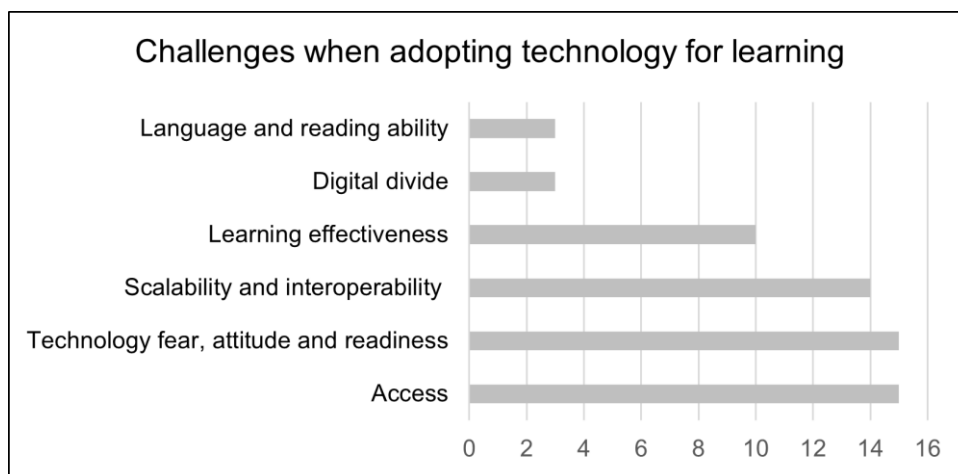 Challenges when adopting technology for learning
Language and reading ability
Digital divide
Learning effectiveness
Scalability and interoperability
Technology fear, attitude and readiness
Access
0 2 4 6 8 10 12 14 16